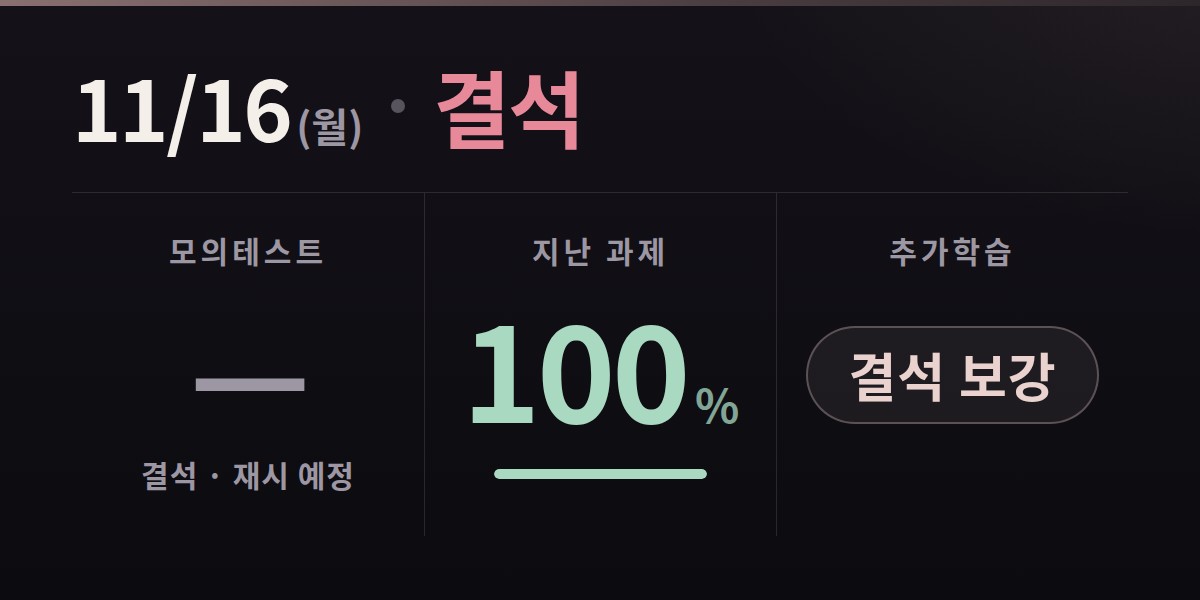 11/16 (월) • 결석
모의테스트
—
결석 · 재시 예정
지난 과제
100%
추가학습
결석 보강